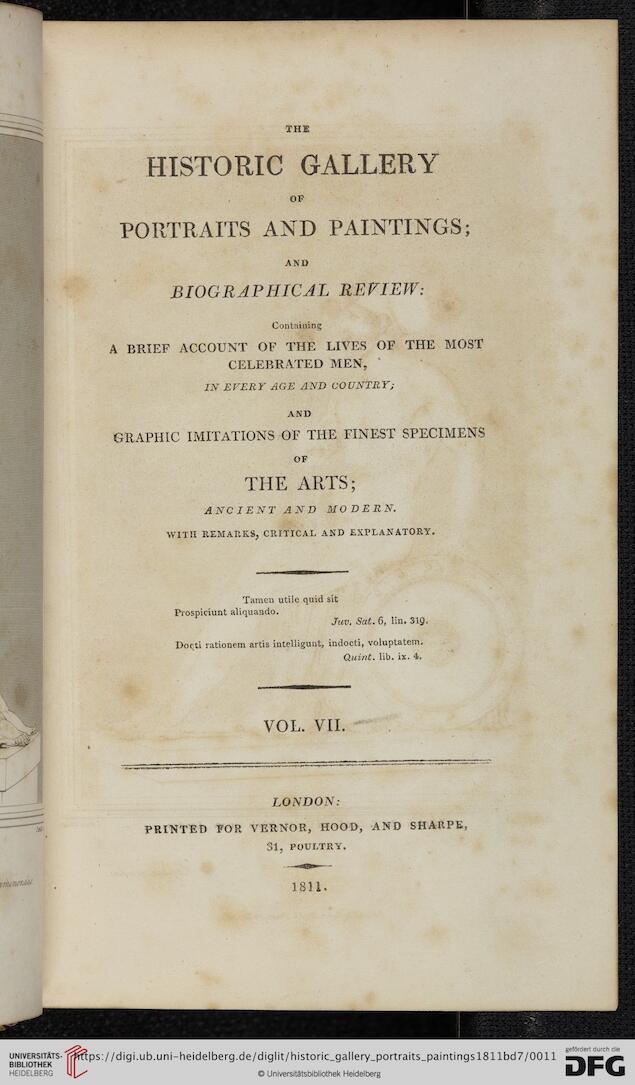 THE
HISTORIC GALLERY
OF
PORTRAITS AND PAINTINGS;
AND
BIOGRAPHICAL REVIEW:
Containing
A BRIEF ACCOUNT OF THE LIVES OF THE MOST
CELEBRATED MEN,
IN EVERY AGE AND COUNTRY;
AND
GRAPHIC IMITATIONS OF THE FINEST SPECIMENS
OF
THE ARTS;
ANCIENT AND MODERN.
WITH REMARKS, CRITICAL AND EXPLANATORY.
Tamen utile quid sit
Prospiciunt aliquando.
Juv. Sat. 6, lin. 319.
Docti rationem artis intelligunt, indocti, voluptatem.
Quint. lib. ix. 4.
VOL. VII.
LONDON:
PRINTED FOR VERNOR, HOOD, AND SHARPE,
31, POULTRY.
1811.
UNIVERSITÄTS-
BIBLIOTHEK
HEIDELBERG
https://digi.ub.uni-heidelberg.de/diglit/historic_gallery_portraits_paintings1811bd7/0011
© Universitätsbibliothek Heidelberg
gefördert durch die
DFG